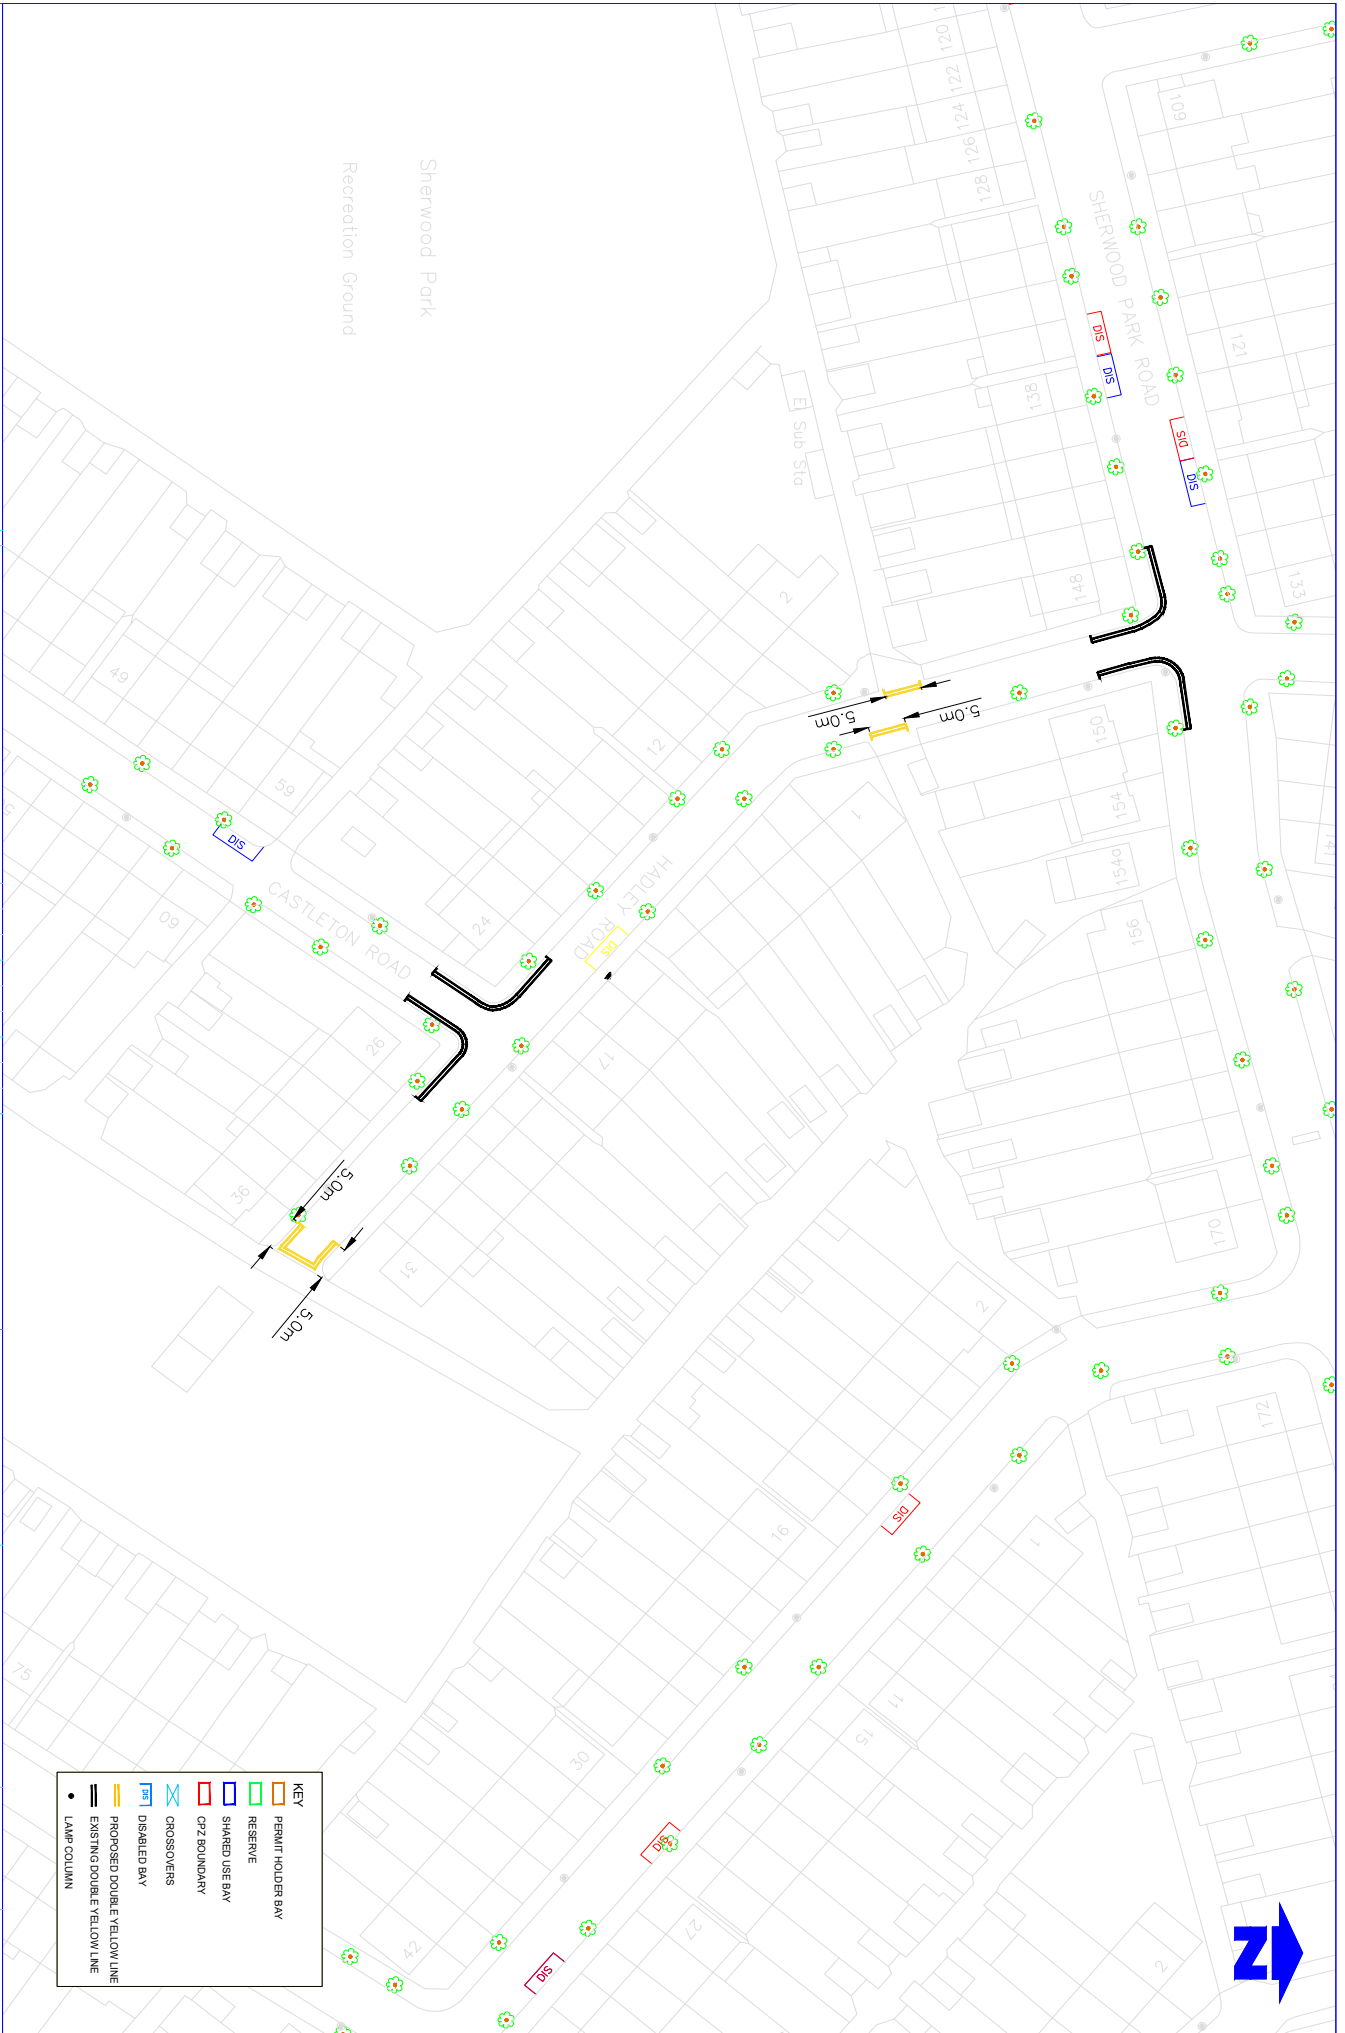 Sherwood Park
Recreation Ground
SHERWOOD PARK ROAD
120
122
124
126
128
109
121
138
133
148
El Sub Sta
2
12
1
150
154
154a
156
141
170
172
49
59
60
CASTLETON ROAD
HADLEY ROAD
24
26
17
36
31
2
16
1
11
15
30
27
42
75
2
DIS
DIS
DIS
DIS
DIS
DIS
DIS
DIS
DIS
5.0m
5.0m
5.0m
5.0m
KEY
PERMIT HOLDER BAY
RESERVE
SHARED USE BAY
CPZ BOUNDARY
CROSSOVERS
DIS DISABLED BAY
PROPOSED DOUBLE YELLOW LINE
EXISTING DOUBLE YELLOW LINE
LAMP COLUMN
N